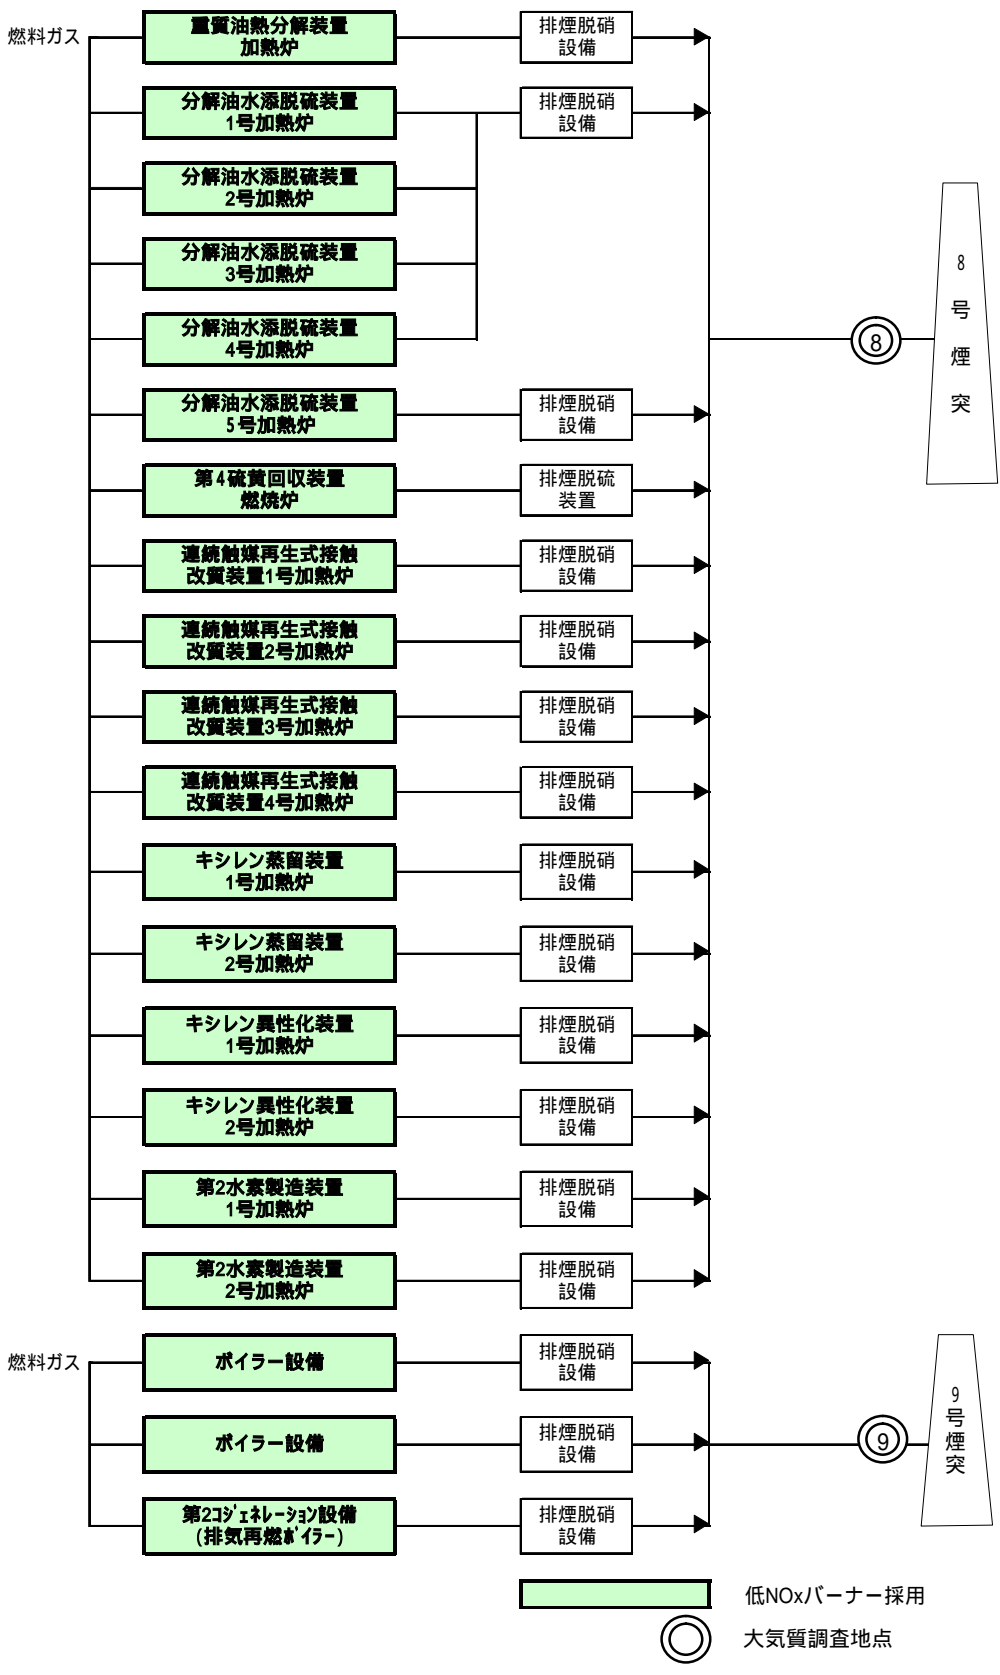 燃料ガス
重質油熱分解装置
加熱炉
排煙脱硝
設備
分解油水添脱硫装置
1号加熱炉
排煙脱硝
設備
分解油水添脱硫装置
2号加熱炉
分解油水添脱硫装置
3号加熱炉
分解油水添脱硫装置
4号加熱炉
8
8号煙突
分解油水添脱硫装置
5号加熱炉
排煙脱硝
設備
第4硫黄回収装置
燃焼炉
排煙脱硫
装置
連続触媒再生式接触
改質装置1号加熱炉
排煙脱硝
設備
連続触媒再生式接触
改質装置2号加熱炉
排煙脱硝
設備
連続触媒再生式接触
改質装置3号加熱炉
排煙脱硝
設備
連続触媒再生式接触
改質装置4号加熱炉
排煙脱硝
設備
キシレン蒸留装置
1号加熱炉
排煙脱硝
設備
キシレン蒸留装置
2号加熱炉
排煙脱硝
設備
キシレン異性化装置
1号加熱炉
排煙脱硝
設備
キシレン異性化装置
2号加熱炉
排煙脱硝
設備
第2水素製造装置
1号加熱炉
排煙脱硝
設備
第2水素製造装置
2号加熱炉
排煙脱硝
設備
燃料ガス
ボイラー設備
排煙脱硝
設備
ボイラー設備
排煙脱硝
設備
9
9号煙突
第2ｺｼﾞｪﾈﾚｰｼｮﾝ設備
(排気再燃ﾎﾞｲﾗｰ)
排煙脱硝
設備
低NOxバーナー採用
大気質調査地点